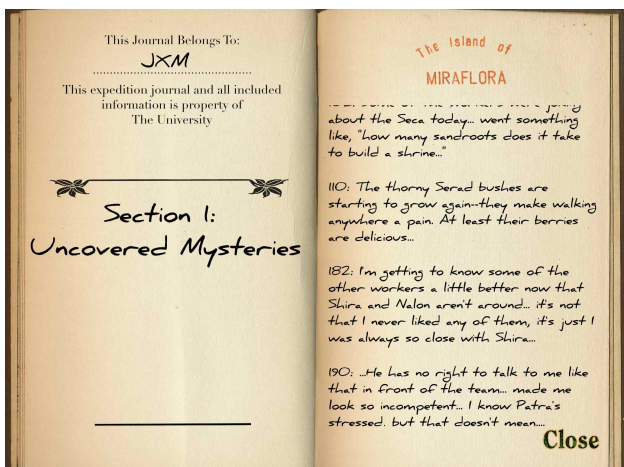 This Journal Belongs To:
JXM
This expedition journal and all included
information is property of
The University
Section 1:
Uncovered Mysteries
The Island of
MIRAFLORA
about the Seca today... went something
like, "how many sandroots does it take
to build a shrine..."
110: The thorny Serad bushes are
starting to grow again--they make walking
anywhere a pain. At least their berries
are delicious...
182: I'm getting to know some of the
other workers a little better now that
Shira and Nalon aren't around... it's not
that I never liked any of them, it's just I
was always so close with Shira...
190: ...He has no right to talk to me like
that in front of the team... made me
look so incompetent... I know Patra's
stressed. but that doesn't mean....
Close